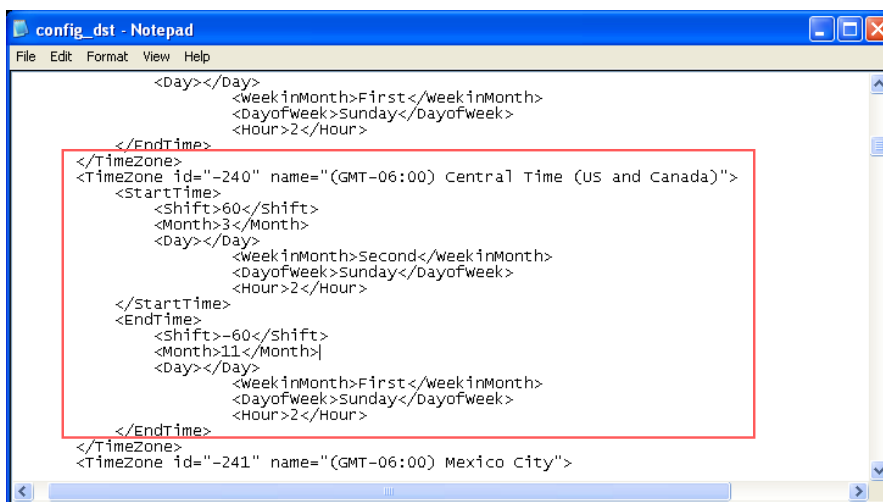 config_dst - Notepad
File Edit Format View Help
<Day></Day>
<WeekinMonth>First</WeekinMonth>
<DayofWeek>Sunday</DayofWeek>
<Hour>2</Hour>
</EndTime>
</TimeZone>
<TimeZone id="-240" name="(GMT-06:00) Central Time (US and Canada)">
<StartTime>
<Shift>60</Shift>
<Month>3</Month>
<Day></Day>
<WeekinMonth>Second</WeekinMonth>
<DayofWeek>Sunday</DayofWeek>
<Hour>2</Hour>
</StartTime>
<EndTime>
<Shift>-60</Shift>
<Month>11</Month>
<Day></Day>
<WeekinMonth>First</WeekinMonth>
<DayofWeek>Sunday</DayofWeek>
<Hour>2</Hour>
</EndTime>
</TimeZone>
<TimeZone id="-241" name="(GMT-06:00) Mexico City">